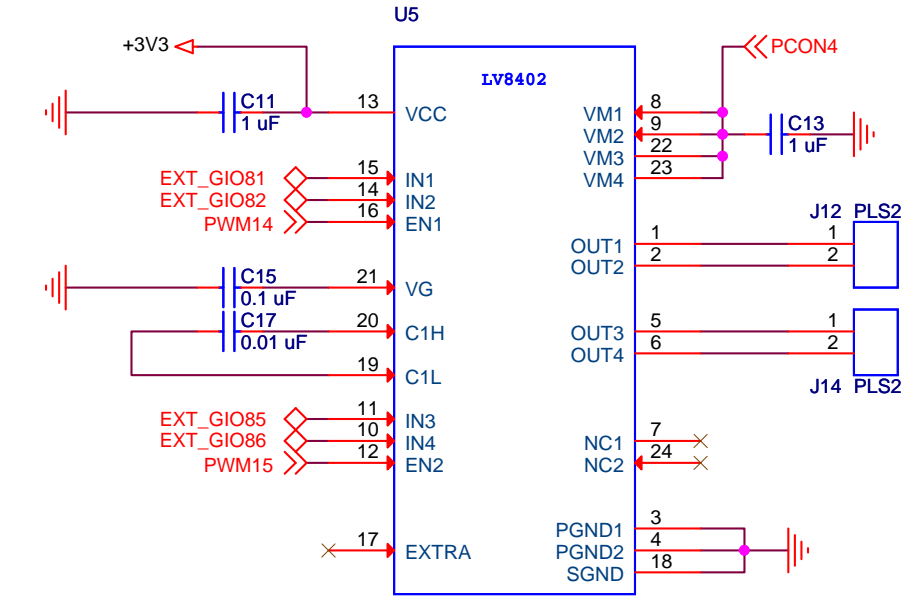 U5
+3V3
PCON4
LV8402
C11
1 uF
13
VCC
VM1
8
VM2
9
VM3
22
VM4
23
C13
1 uF
EXT_GIO81
15
IN1
EXT_GIO82
14
IN2
PWM14
16
EN1
J12 PLS2
OUT1
1
1
OUT2
2
2
C15
0.1 uF
21
VG
C17
0.01 uF
20
C1H
19
C1L
OUT3
5
1
OUT4
6
2
J14 PLS2
EXT_GIO85
11
IN3
EXT_GIO86
10
IN4
PWM15
12
EN2
NC1
7
NC2
24
17
EXTRA
PGND1
3
PGND2
4
SGND
18